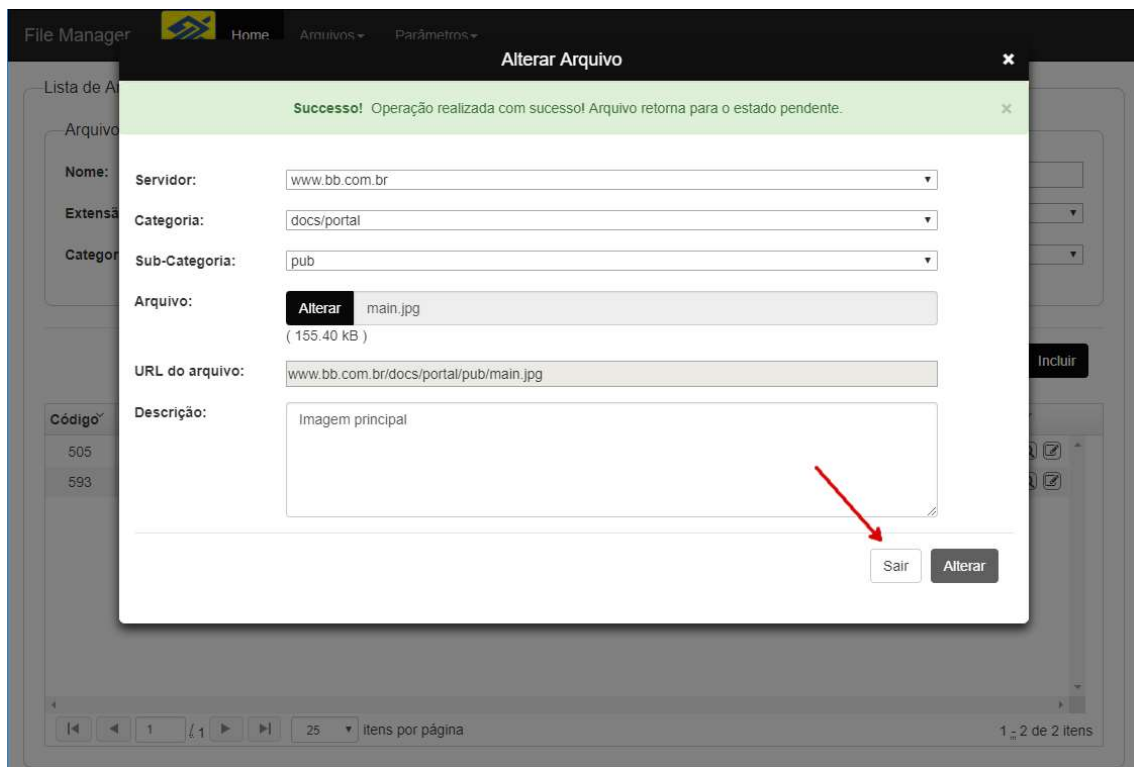 File Manager Home Arquivos Parâmetros
Alterar Arquivo
Lista de A
Successo! Operação realizada com sucesso! Arquivo retorna para o estado pendente.
Arquivo
Nome:
Servidor: www.bb.com.br
Extensã
Categoria: docs/portal
Categor
Sub-Categoria: pub
Arquivo: Alterar main.jpg
( 155.40 kB )
Incluir
URL do arquivo: www.bb.com.br/docs/portal/pub/main.jpg
Código
Descrição: Imagem principal
505
593
Sair Alterar
1 / 1 25 itens por página 1 - 2 de 2 itens